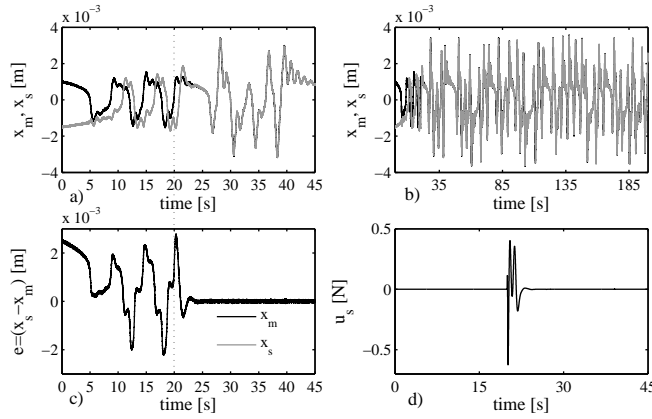 x 10⁻³
4
2
0
−2
−4
x_m, x_s [m]
0 5 10 15 20 25 30 35 40 45
a)
time [s]
x 10⁻³
4
2
0
−2
−4
x_m, x_s [m]
35 85 135 185
b)
time [s]
x 10⁻³
2
0
−2
e=(x_s−x_m) [m]
x_m
x_s
0 5 10 15 20 25 30 35 40 45
c)
time [s]
0.5
0
−0.5
u_s [N]
0 15 30 45
d)
time [s]